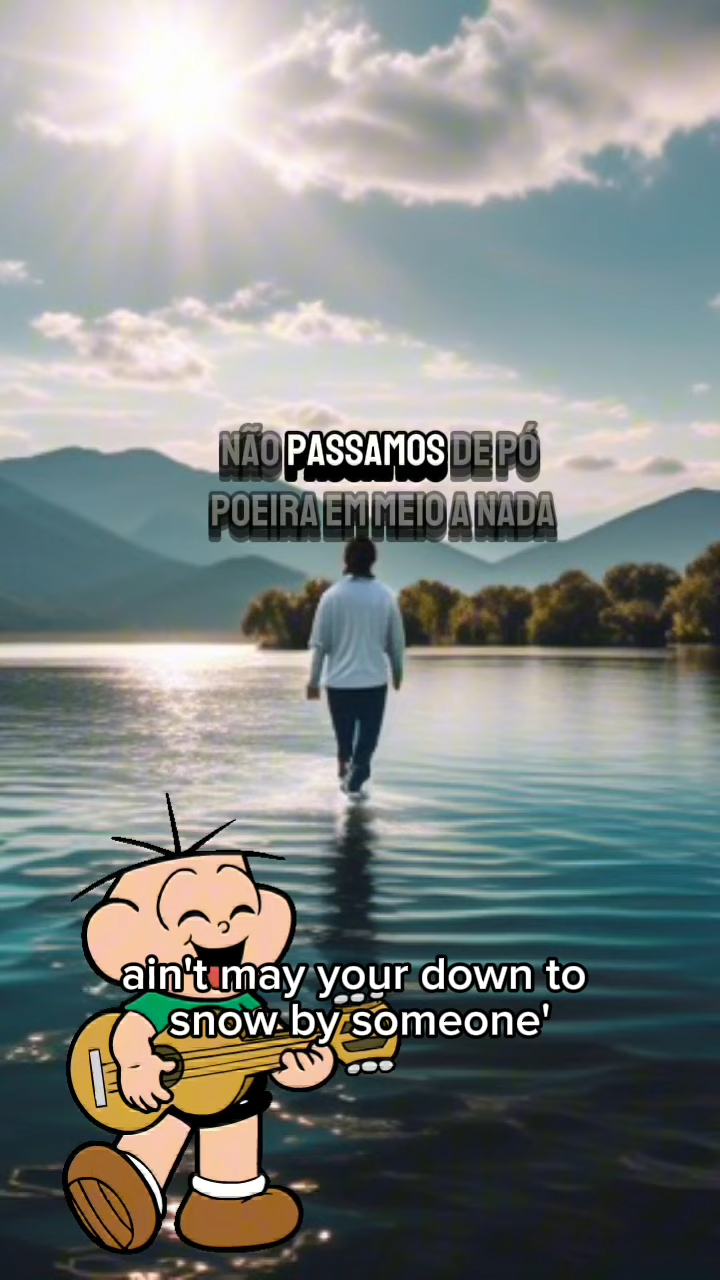 NÃO PASSAMOS DE PÓ
POEIRA EM MEIO A NADA
ain't may your down to
snow by someone'